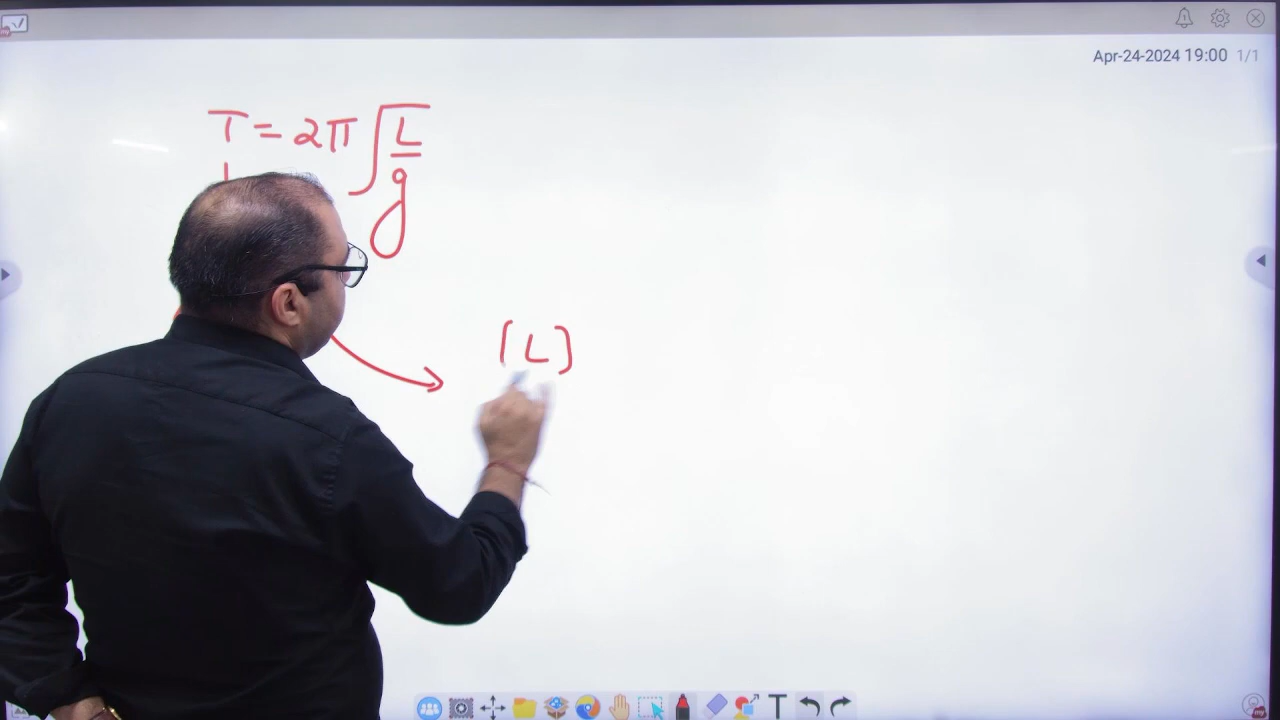 Apr-24-2024 19:00 1/1
T = 2π √L/g
[L]